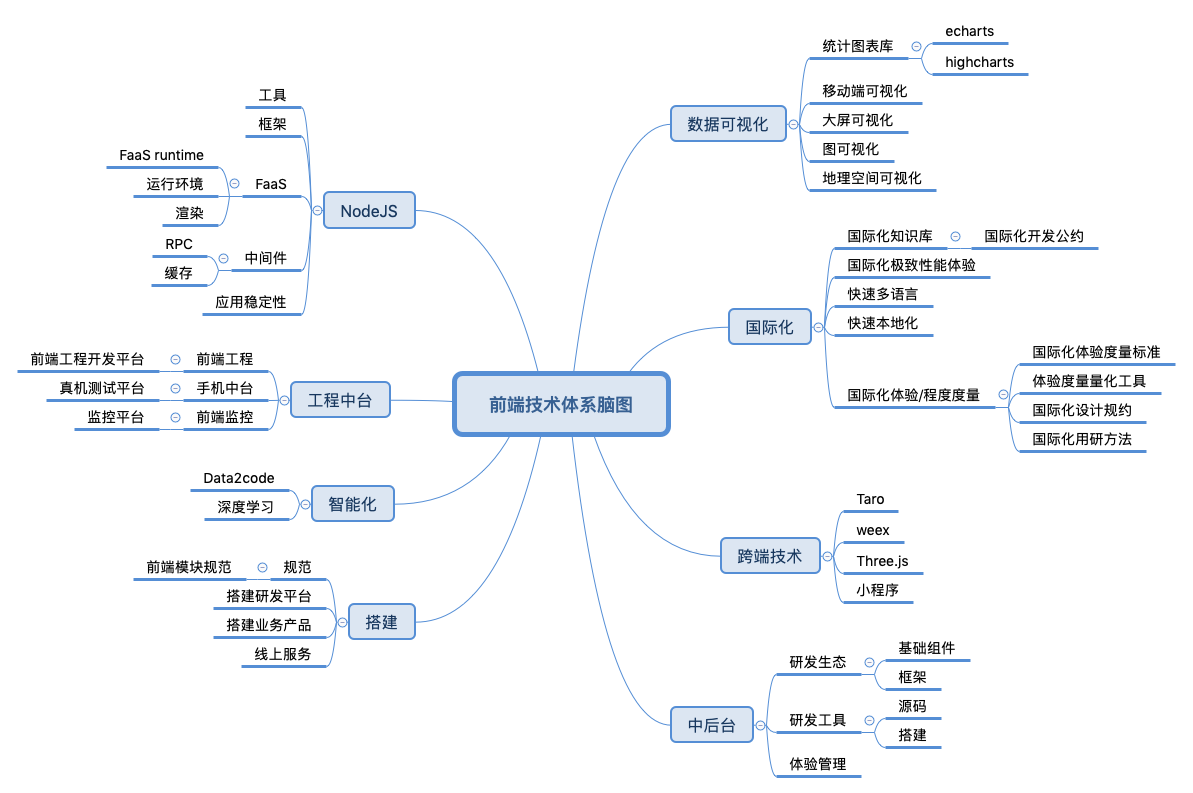 前端技术体系脑图
数据可视化
统计图表库
echarts
highcharts
移动端可视化
大屏可视化
图可视化
地理空间可视化
国际化
国际化知识库
国际化开发公约
国际化极致性能体验
快速多语言
快速本地化
国际化体验/程度度量
国际化体验度量标准
体验度量量化工具
国际化设计规约
国际化用研方法
跨端技术
Taro
weex
Three.js
小程序
中后台
研发生态
基础组件
框架
研发工具
源码
搭建
体验管理
NodeJS
工具
框架
FaaS
FaaS runtime
运行环境
渲染
中间件
RPC
缓存
应用稳定性
工程中台
前端工程
前端工程开发平台
手机中台
真机测试平台
前端监控
监控平台
智能化
Data2code
深度学习
搭建
规范
前端模块规范
搭建研发平台
搭建业务产品
线上服务